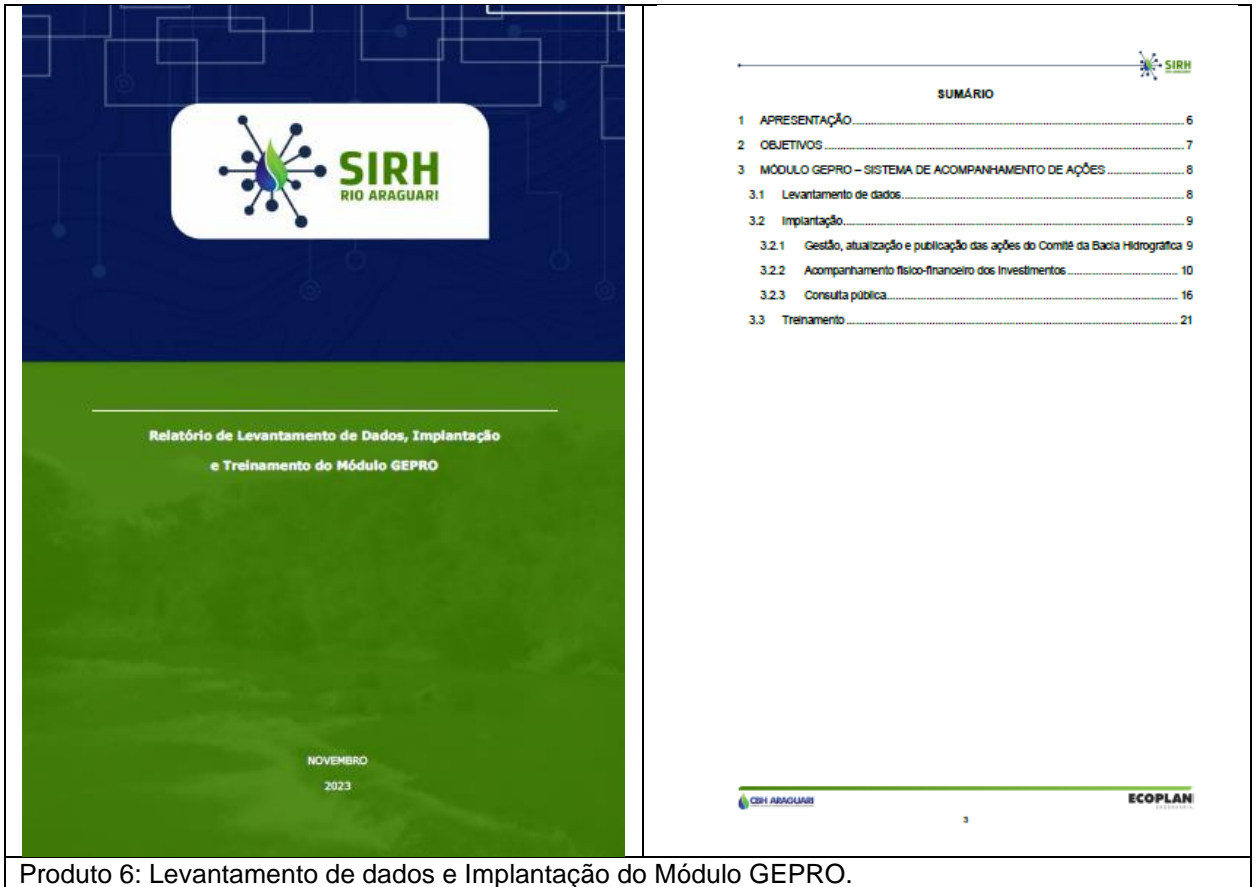 SIRH
RIO ARAGUARI
Relatório de Levantamento de Dados, Implantação
e Treinamento do Módulo GEPRO
NOVEMBRO
2023
SIRH
RIO ARAGUARI
SUMÁRIO
1 APRESENTAÇÃO 6
2 OBJETIVOS 7
3 MÓDULO GEPRO – SISTEMA DE ACOMPANHAMENTO DE AÇÕES 8
3.1 Levantamento de dados 8
3.2 Implantação 9
3.2.1 Gestão, atualização e publicação das ações do Comitê da Bacia Hidrográfica 9
3.2.2 Acompanhamento físico-financeiro dos Investimentos 10
3.2.3 Consulta pública 16
3.3 Treinamento 21
CBH ARAGUARI
ECOPLAN
ENGENHARIA
3
Produto 6: Levantamento de dados e Implantação do Módulo GEPRO.